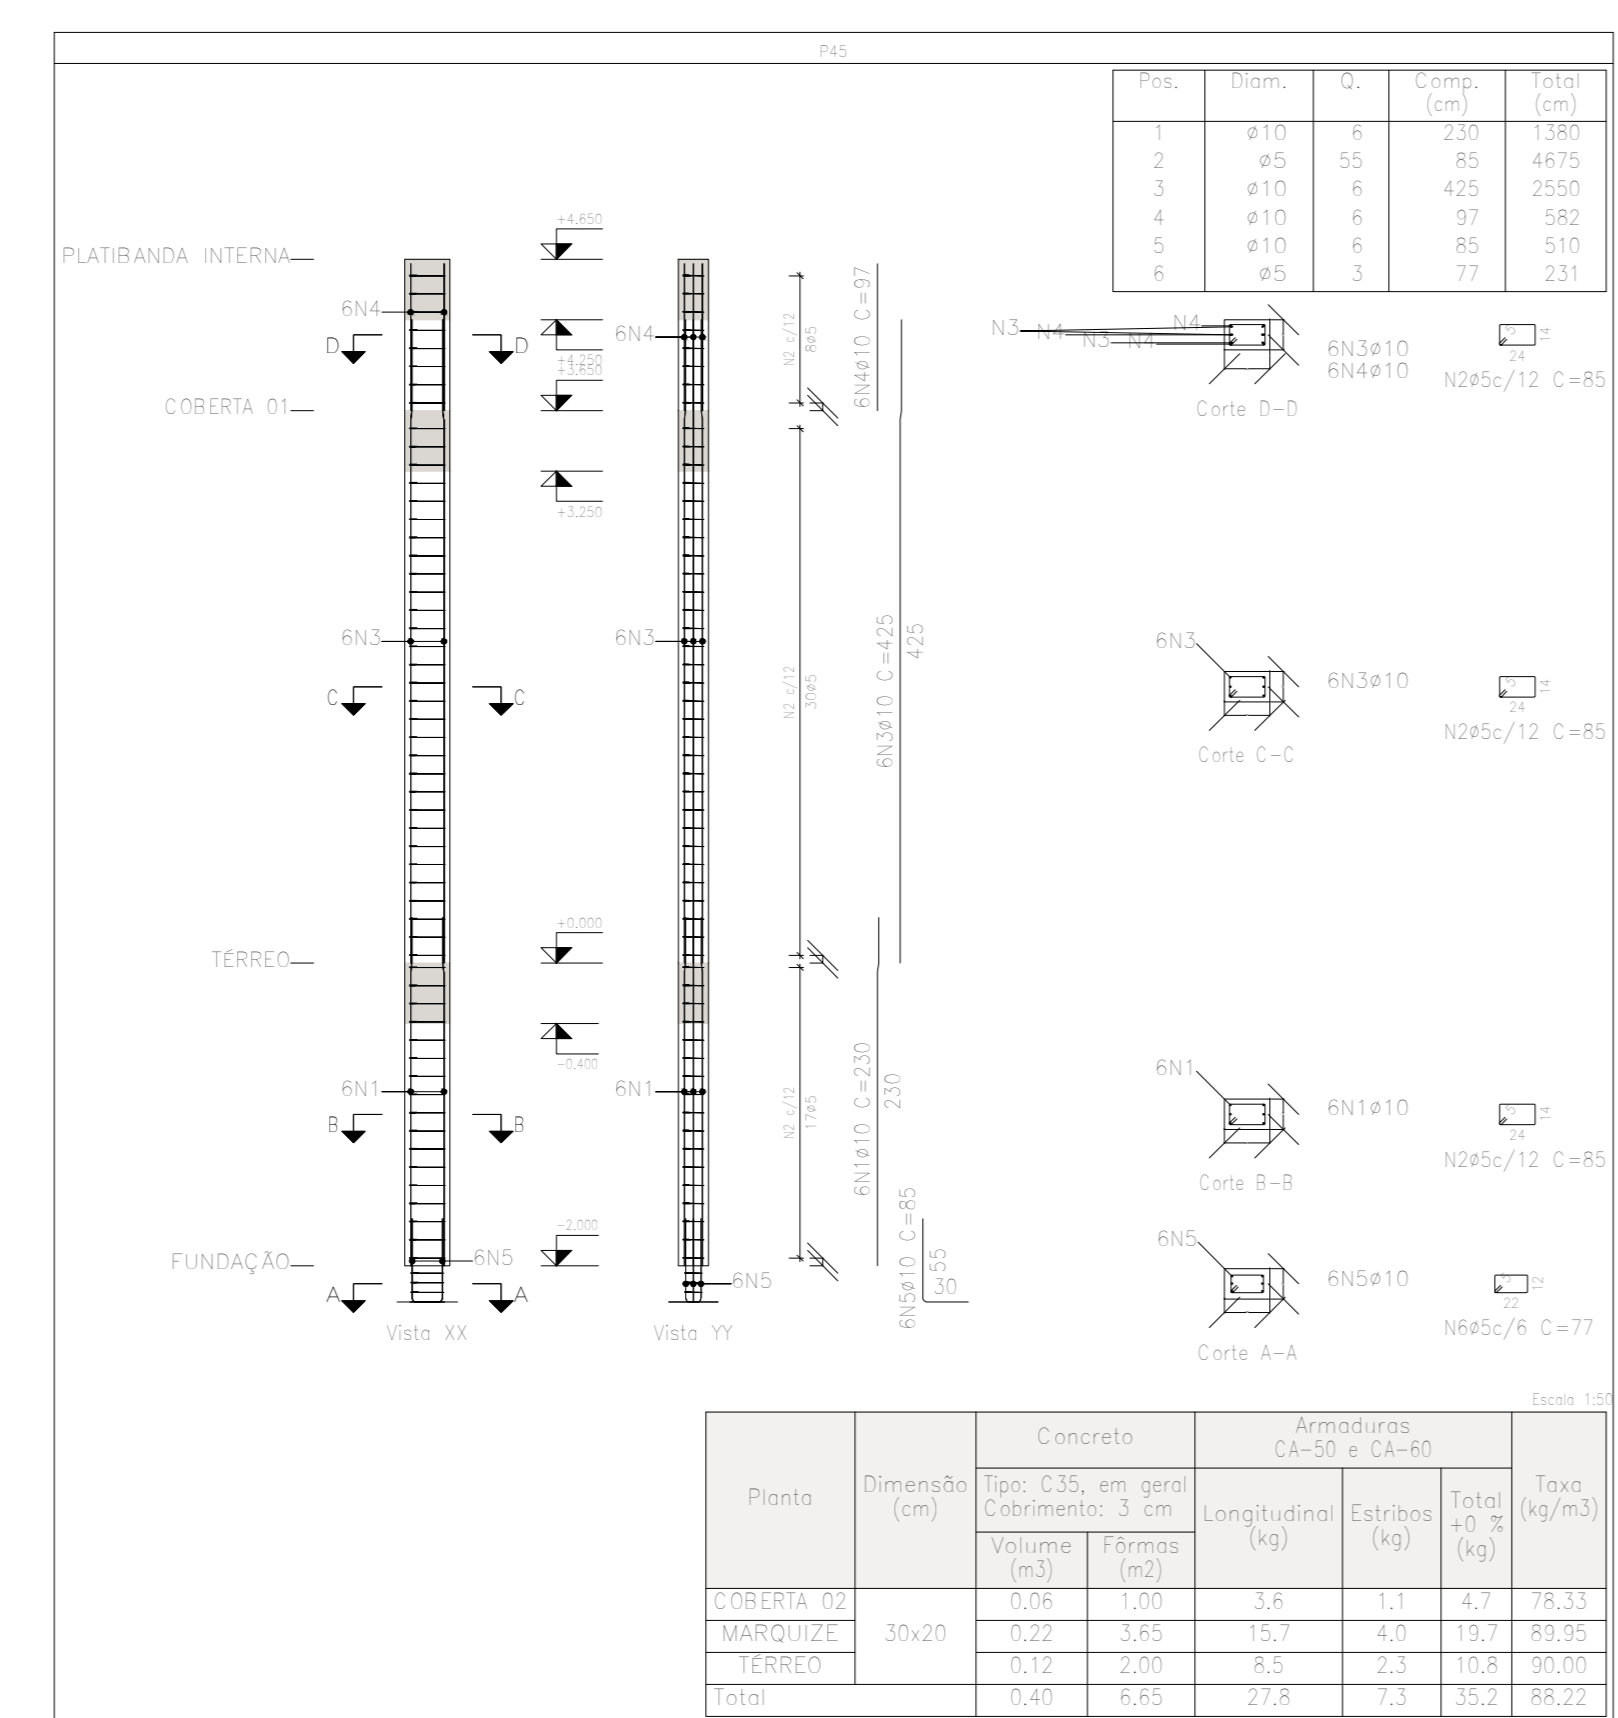 P45
Pos. Diam. Q. Comp. (cm) Total (cm)
1 ø10 6 230 1380
2 ø5 55 85 4675
3 ø10 6 425 2550
4 ø10 6 97 582
5 ø10 6 85 510
6 ø5 3 77 231
PLATIBANDA INTERNA
COBERTA 01
TÉRREO
FUNDAÇÃO
6N4
D D
6N3
C C
6N1
B B
6N5
A A
Vista XX
+4.650
+4.250
+3.650
+3.250
+0.000
-0.400
-2.000
6N4
6N3
6N1
6N5
Vista YY
N2 c/12
8ø5
N2 c/12
30ø5
N2 c/12
17ø5
6N4ø10 C=97
6N3ø10 C=425
425
6N1ø10 C=230
230
6N5ø10 C=85
55
30
N3 N4 N3 N4
N4
6N3ø10
6N4ø10
Corte D-D
5
14
24
N2ø5c/12 C=85
6N3
6N3ø10
Corte C-C
5
14
24
N2ø5c/12 C=85
6N1
6N1ø10
Corte B-B
5
14
24
N2ø5c/12 C=85
6N5
6N5ø10
Corte A-A
5
12
22
N6ø5c/6 C=77
Escala 1:50
Planta
Dimensão
(cm)
Concreto
Tipo: C35, em geral
Cobrimento: 3 cm
Volume
(m3)
Fôrmas
(m2)
Armaduras
CA-50 e CA-60
Longitudinal
(kg)
Estribos
(kg)
Total
+0 %
(kg)
Taxa
(kg/m3)
COBERTA 02 30x20 0.06 1.00 3.6 1.1 4.7 78.33
MARQUIZE 0.22 3.65 15.7 4.0 19.7 89.95
TÉRREO 0.12 2.00 8.5 2.3 10.8 90.00
Total 0.40 6.65 27.8 7.3 35.2 88.22